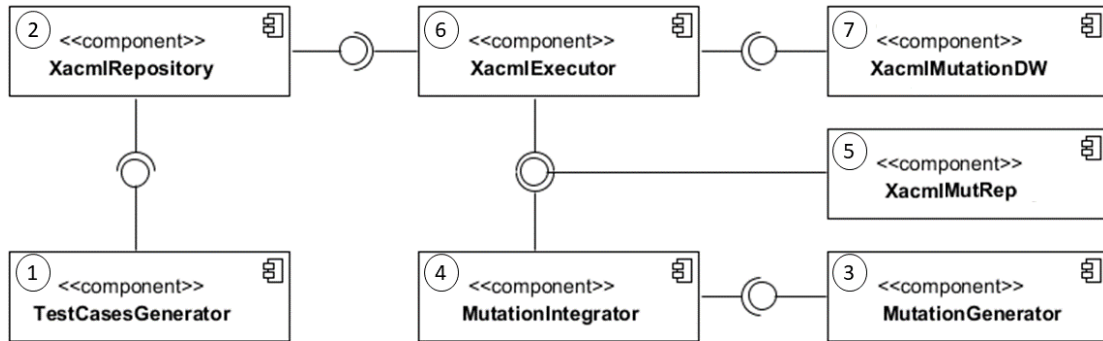 2
<<component>>
XacmlRepository
6
<<component>>
XacmlExecutor
7
<<component>>
XacmlMutationDW
5
<<component>>
XacmlMutRep
1
<<component>>
TestCasesGenerator
4
<<component>>
MutationIntegrator
3
<<component>>
MutationGenerator